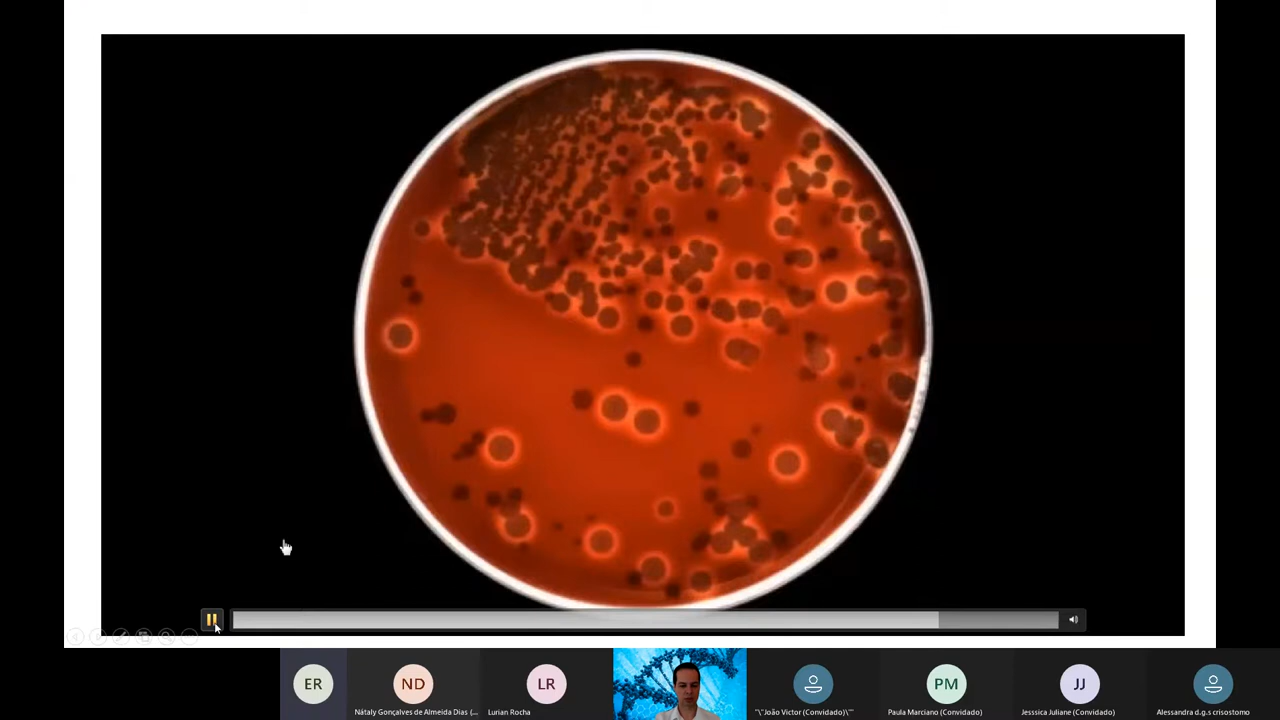 ER
ND
LR
PM
JJ
Nátaly Gonçalves de Almeida Dias (...
Lurian Rocha
"\"João Victor (Convidado)\""
Paula Marciano (Convidado)
Jesssica Juliane (Convidado)
Alessandra d.g.s crisostomo